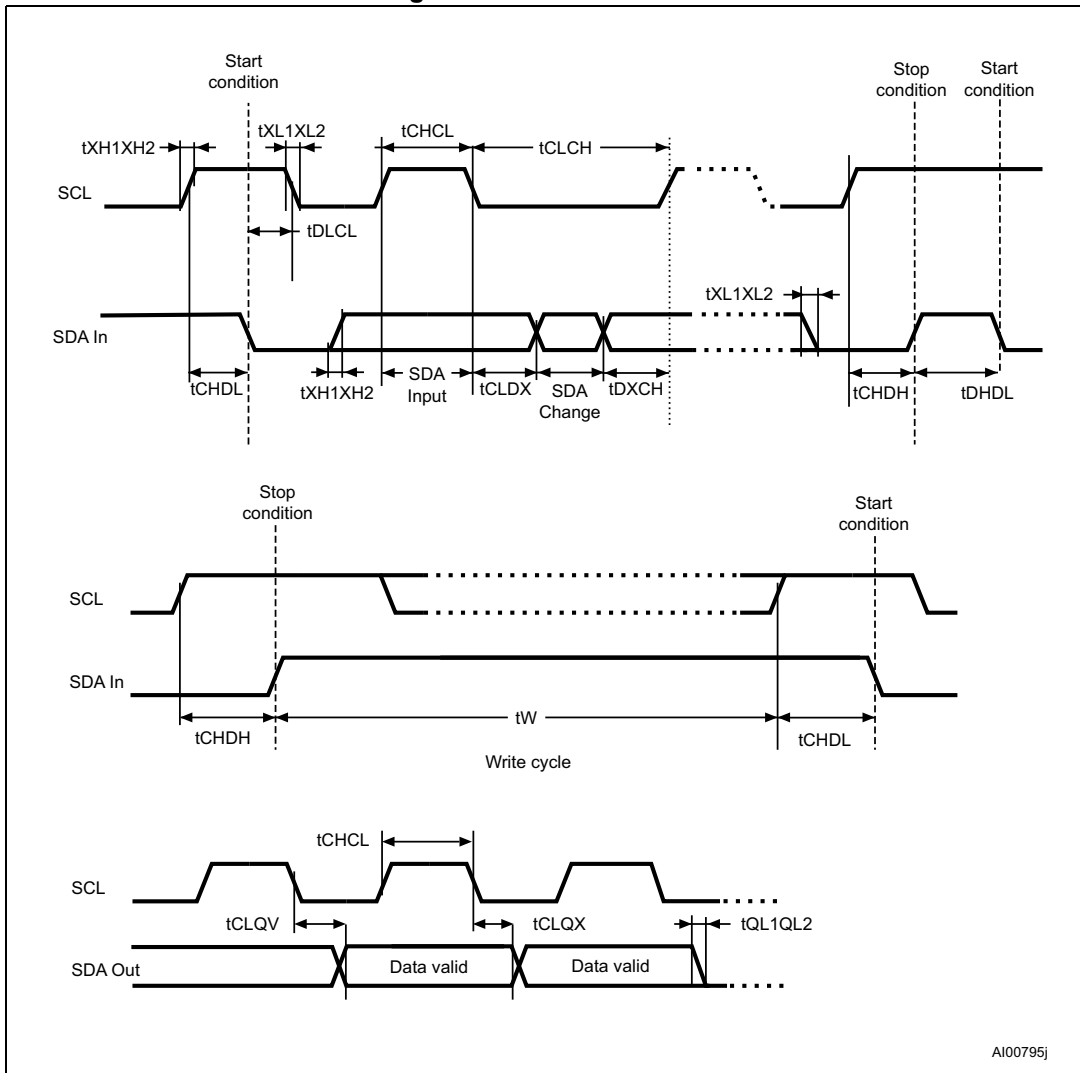 Start
condition
Stop
condition
Start
condition
tXH1XH2
tXL1XL2
tCHCL
tCLCH
SCL
tDLCL
tXL1XL2
SDA In
tCHDL
tXH1XH2
SDA
Input
tCLDX
SDA
Change
tDXCH
tCHDH
tDHDL
Stop
condition
Start
condition
SCL
SDA In
tCHDH
tW
tCHDL
Write cycle
tCHCL
SCL
tCLQV
tCLQX
tQL1QL2
SDA Out
Data valid
Data valid
AI00795j